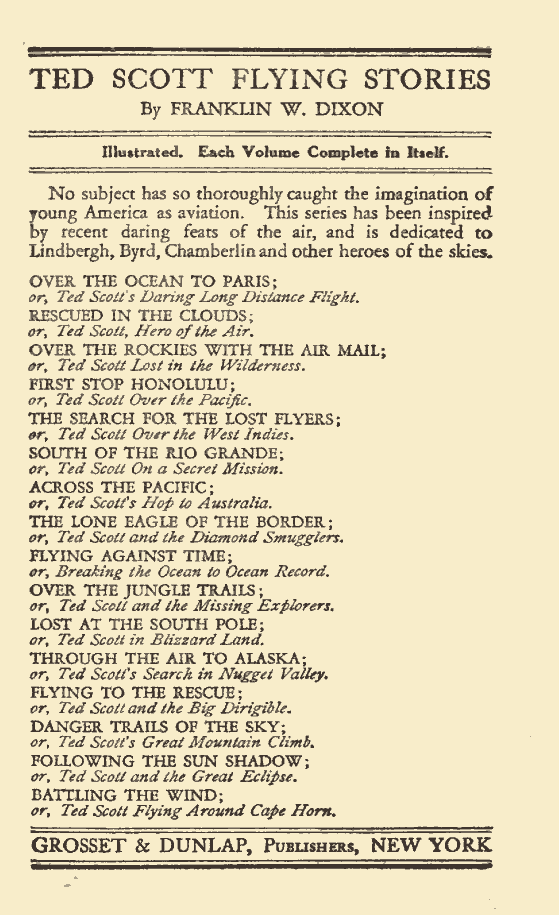 TED SCOTT FLYING STORIES
By FRANKLIN W. DIXON
Illustrated. Each Volume Complete in Itself.
No subject has so thoroughly caught the imagination of
young America as aviation. This series has been inspired
by recent daring feats of the air, and is dedicated to
Lindbergh, Byrd, Chamberlin and other heroes of the skies.
OVER THE OCEAN TO PARIS;
or, Ted Scott's Daring Long Distance Flight.
RESCUED IN THE CLOUDS;
or, Ted Scott, Hero of the Air.
OVER THE ROCKIES WITH THE AIR MAIL;
or, Ted Scott Lost in the Wilderness.
FIRST STOP HONOLULU;
or, Ted Scott Over the Pacific.
THE SEARCH FOR THE LOST FLYERS;
or, Ted Scott Over the West Indies.
SOUTH OF THE RIO GRANDE;
or, Ted Scott On a Secret Mission.
ACROSS THE PACIFIC;
or, Ted Scott's Hop to Australia.
THE LONE EAGLE OF THE BORDER;
or, Ted Scott and the Diamond Smugglers.
FLYING AGAINST TIME;
or, Breaking the Ocean to Ocean Record.
OVER THE JUNGLE TRAILS;
or, Ted Scott and the Missing Explorers.
LOST AT THE SOUTH POLE;
or, Ted Scott in Blizzard Land.
THROUGH THE AIR TO ALASKA;
or, Ted Scott's Search in Nugget Valley.
FLYING TO THE RESCUE;
or, Ted Scott and the Big Dirigible.
DANGER TRAILS OF THE SKY;
or, Ted Scott's Great Mountain Climb.
FOLLOWING THE SUN SHADOW;
or, Ted Scott and the Great Eclipse.
BATTLING THE WIND;
or, Ted Scott Flying Around Cape Horn.
GROSSET & DUNLAP, PUBLISHERS, NEW YORK